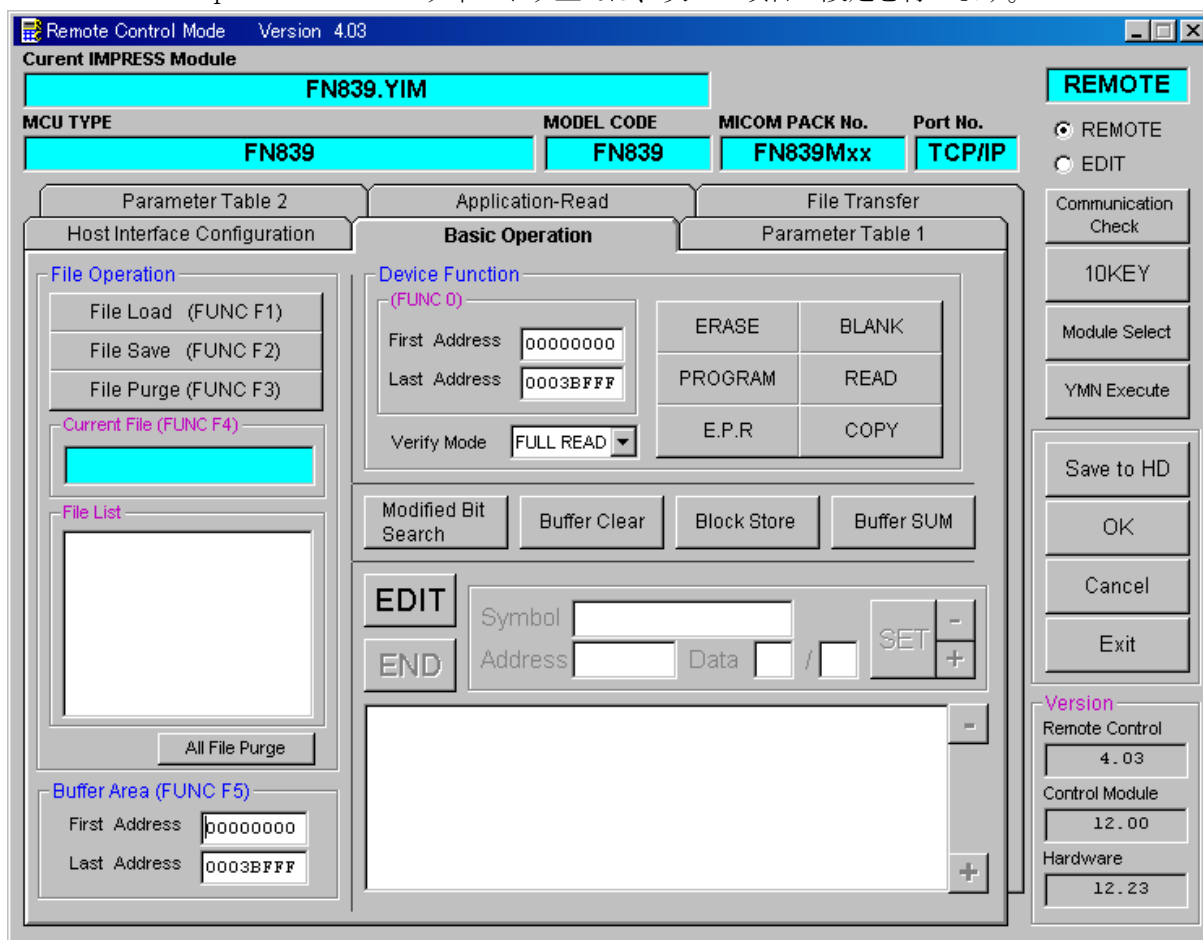 Remote Control Mode Version 4.03
Curent IMPRESS Module
FN839.YIM
MCU TYPE
MODEL CODE
MICOM PACK No.
Port No.
FN839
FN839
FN839Mxx
TCP/IP
REMOTE
REMOTE
EDIT
Parameter Table 2
Application-Read
File Transfer
Host Interface Configuration
Basic Operation
Parameter Table 1
File Operation
File Load (FUNC F1)
File Save (FUNC F2)
File Purge (FUNC F3)
Current File (FUNC F4)
File List
All File Purge
Buffer Area (FUNC F5)
First Address 00000000
Last Address 0003BFFF
Device Function
(FUNC 0)
First Address 00000000
Last Address 0003BFFF
Verify Mode FULL READ
ERASE
BLANK
PROGRAM
READ
E.P.R
COPY
Modified Bit Search
Buffer Clear
Block Store
Buffer SUM
EDIT
END
Symbol
Address
Data /
SET
-
+
-
+
Communication Check
10KEY
Module Select
YMN Execute
Save to HD
OK
Cancel
Exit
Version
Remote Control
4.03
Control Module
12.00
Hardware
12.23